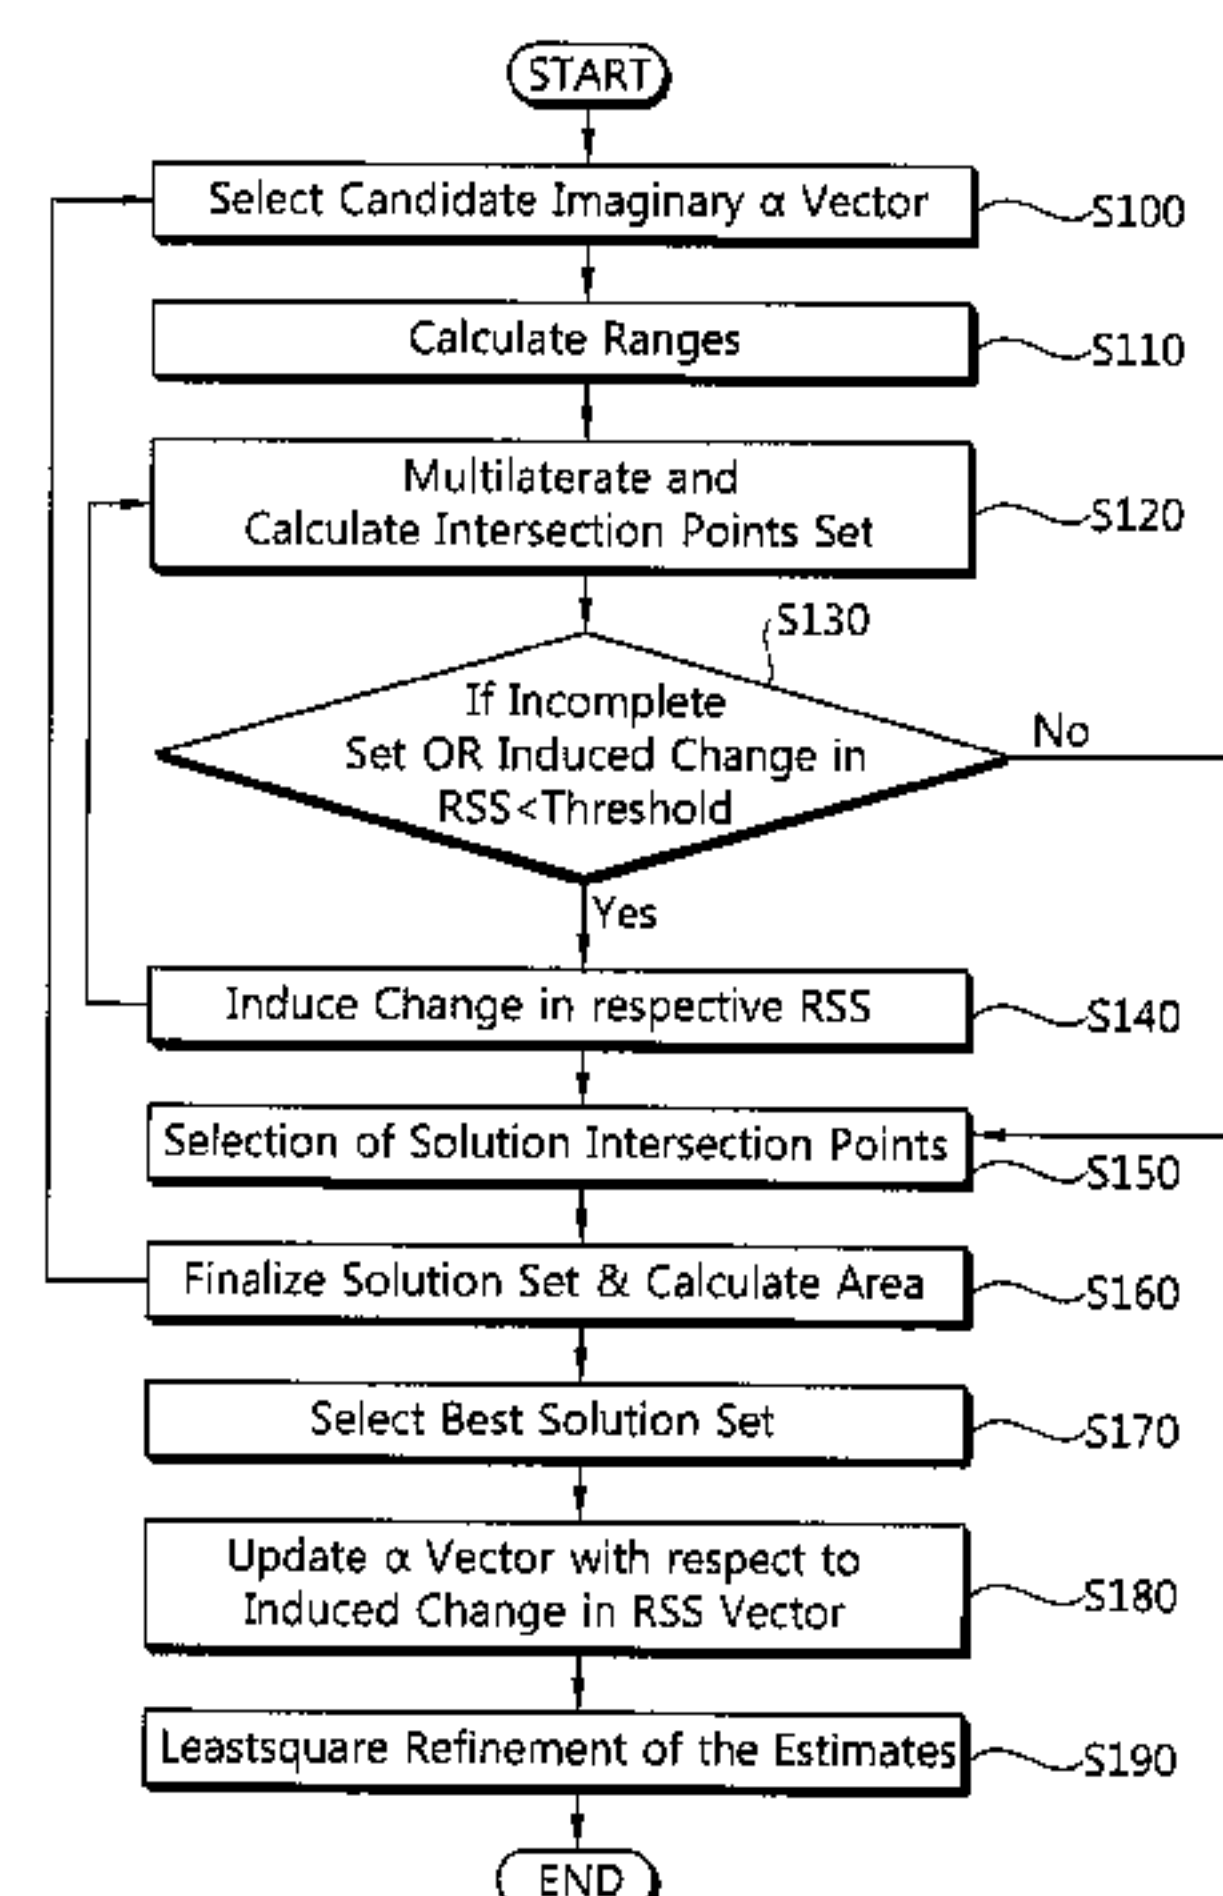 START
Select Candidate Imaginary α Vector
S100
Calculate Ranges
S110
Multilaterate and
Calculate Intersection Points Set
S120
S130
If Incomplete
Set OR Induced Change in
RSS<Threshold
No
Yes
Induce Change in respective RSS
S140
Selection of Solution Intersection Points
S150
Finalize Solution Set & Calculate Area
S160
Select Best Solution Set
S170
Update α Vector with respect to
Induced Change in RSS Vector
S180
Leastsquare Refinement of the Estimates
S190
END